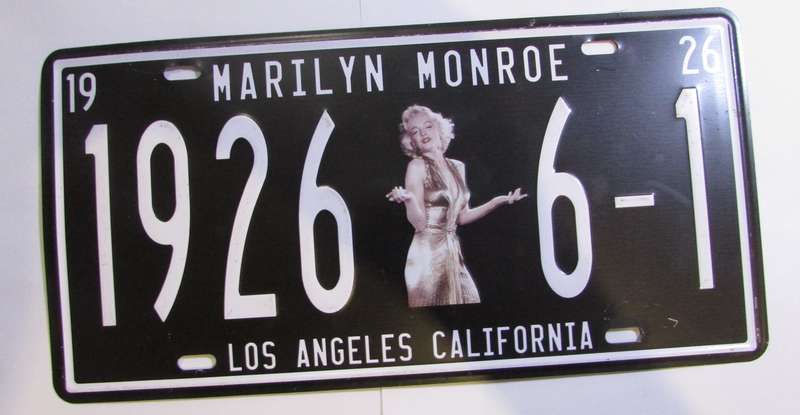 19 MARILYN MONROE 26
1926 6-1
LOS ANGELES CALIFORNIA